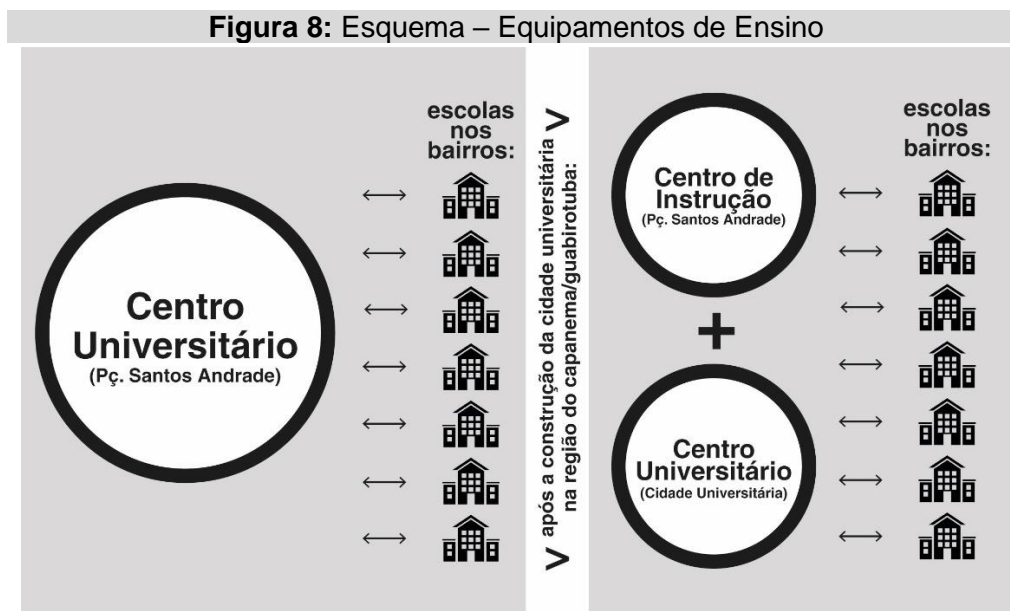 Figura 8: Esquema – Equipamentos de Ensino
Centro
Universitário
(Pç. Santos Andrade)
escolas
nos
bairros:
após a construção da cidade universitária
na região do capanema/guabirotuba:
Centro de
Instrução
(Pç. Santos Andrade)
+
Centro
Universitário
(Cidade Universitária)
escolas
nos
bairros: